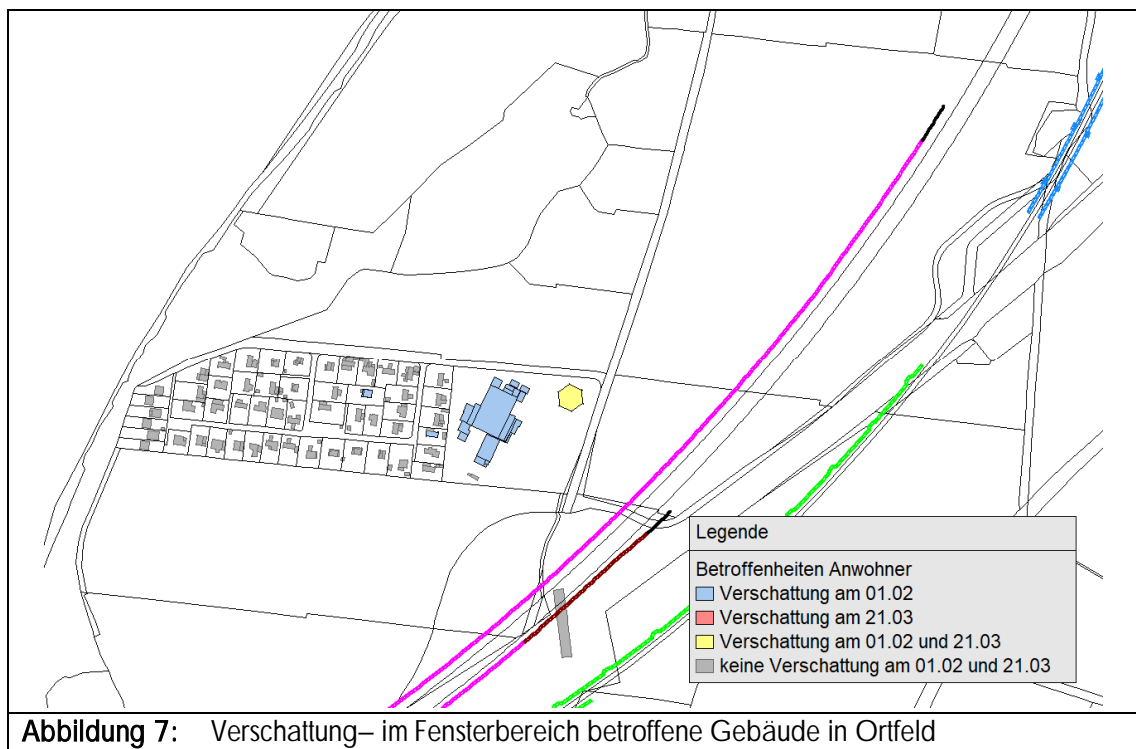 Legende
Betroffenheiten Anwohner
Verschattung am 01.02
Verschattung am 21.03
Verschattung am 01.02 und 21.03
keine Verschattung am 01.02 und 21.03
Abbildung 7: Verschattung– im Fensterbereich betroffene Gebäude in Ortfeld